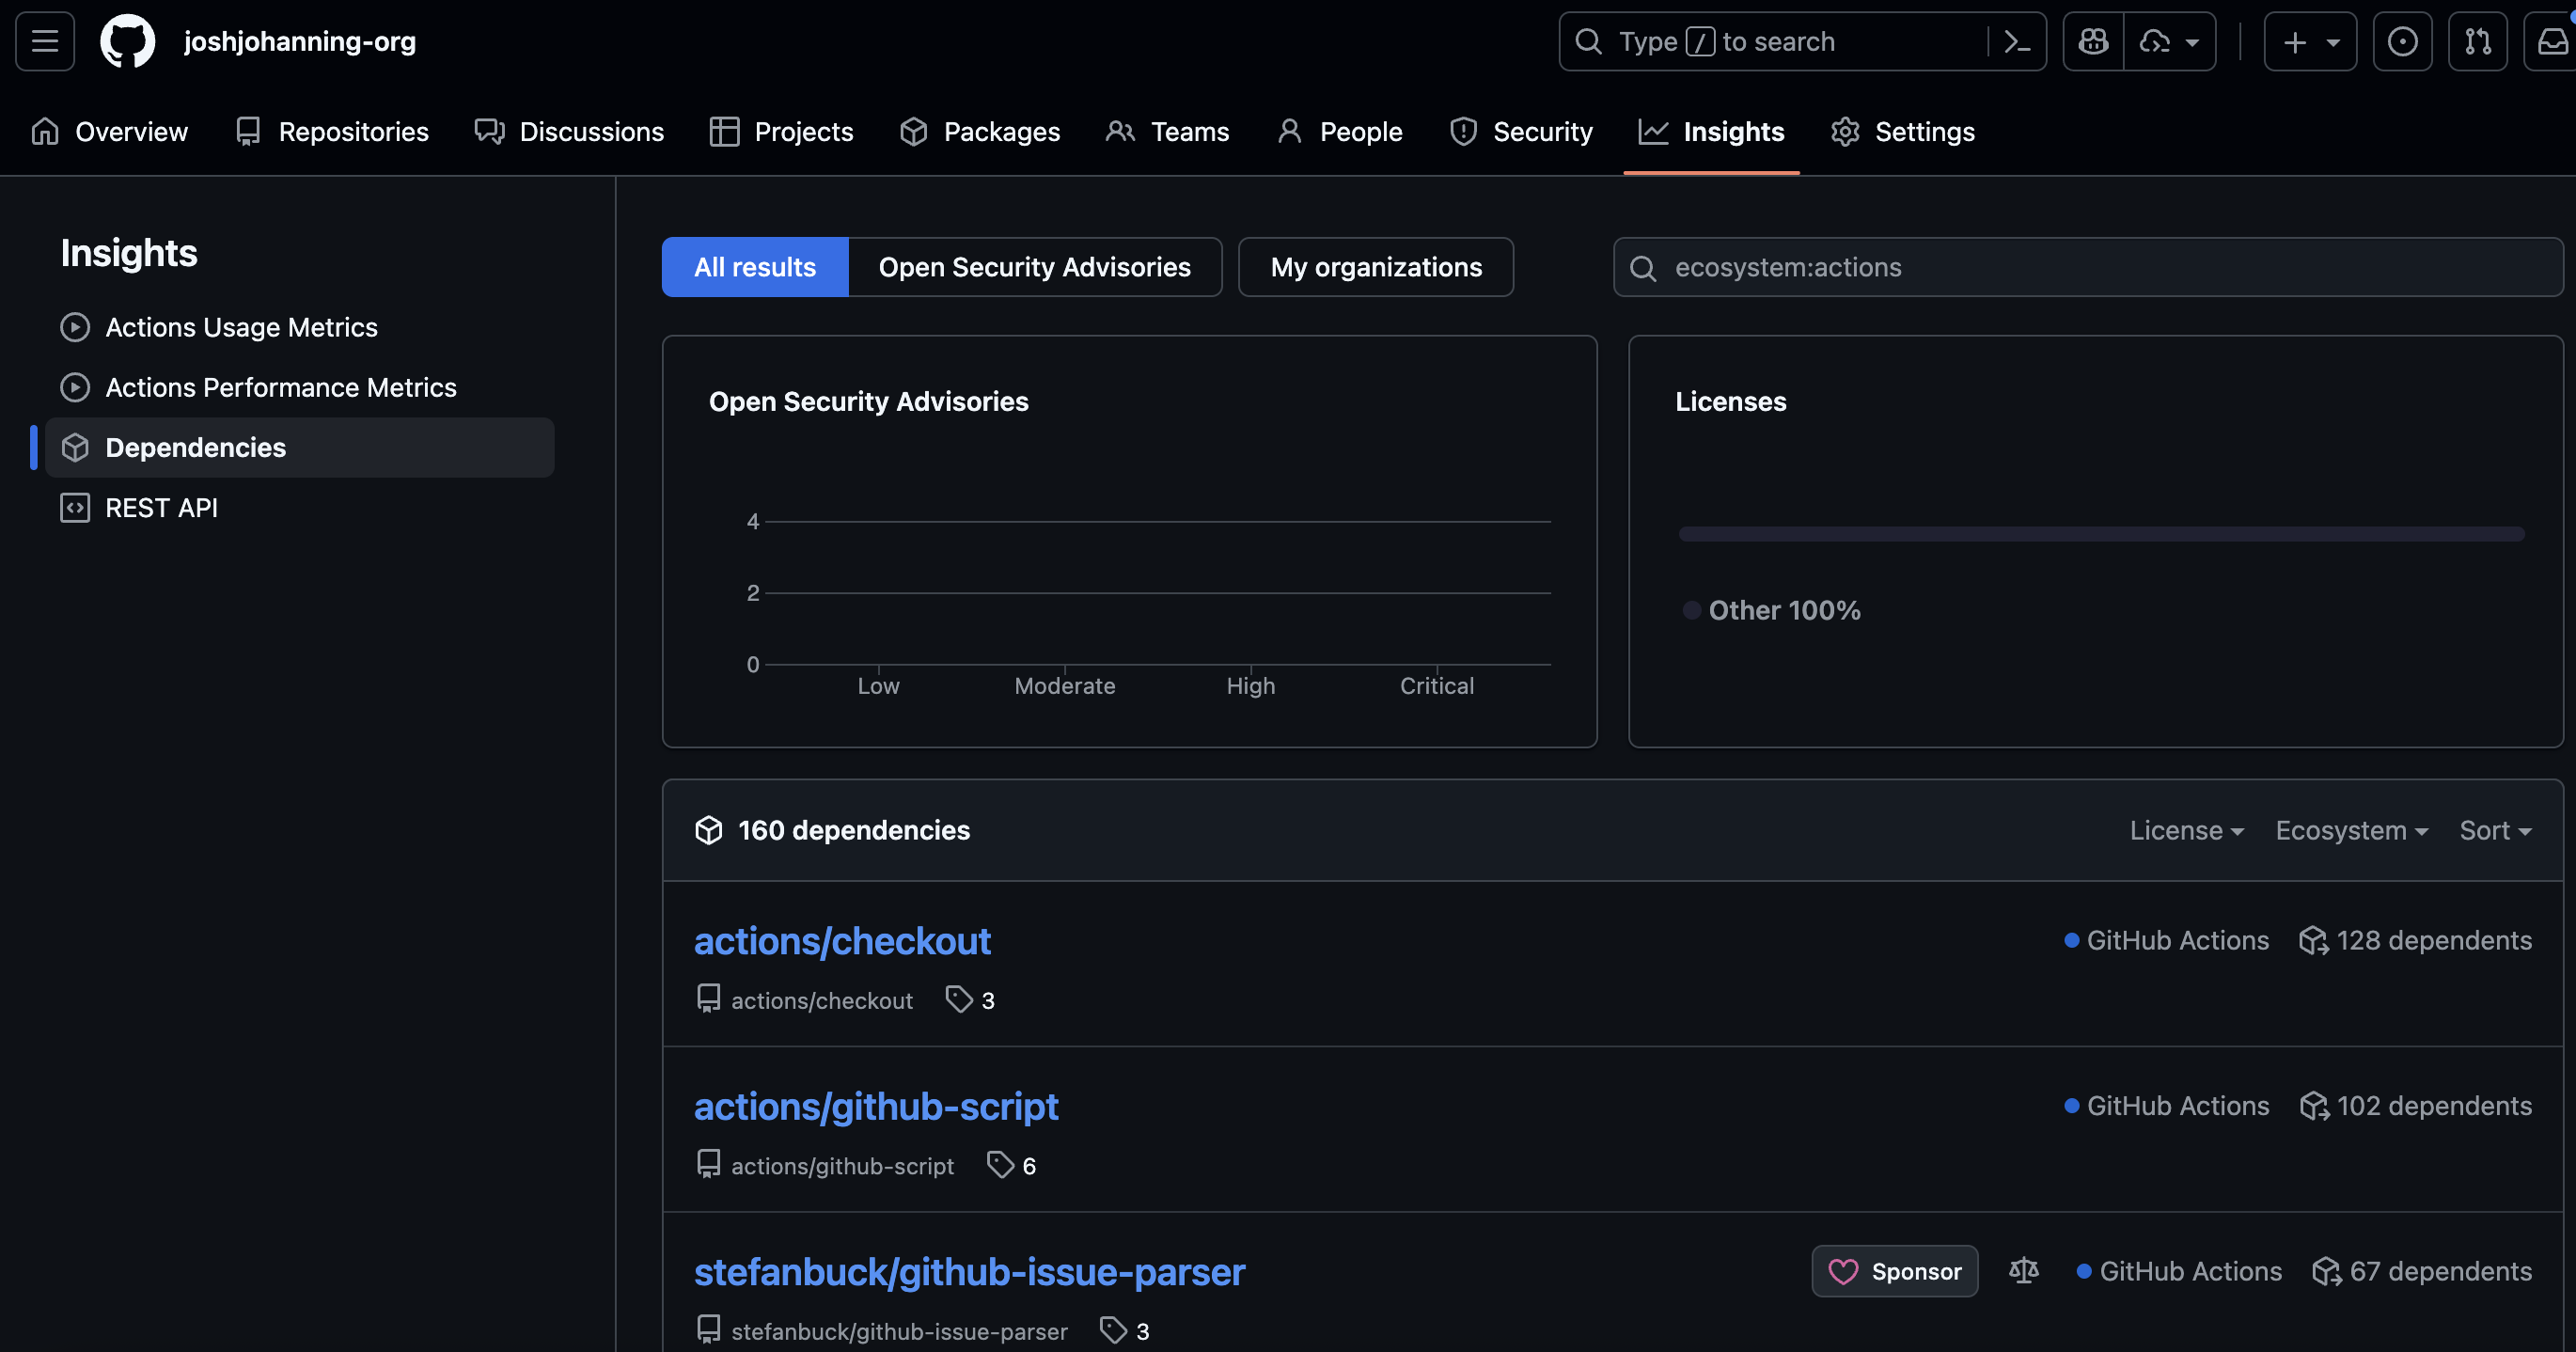 joshjohanning-org
Type / to search
Overview
Repositories
Discussions
Projects
Packages
Teams
People
Security
Insights
Settings
Insights
Actions Usage Metrics
Actions Performance Metrics
Dependencies
REST API
All results
Open Security Advisories
My organizations
ecosystem:actions
Open Security Advisories
4
2
0
Low Moderate High Critical
Licenses
Other 100%
160 dependencies
License
Ecosystem
Sort
actions/checkout
GitHub Actions
128 dependents
actions/checkout
3
actions/github-script
GitHub Actions
102 dependents
actions/github-script
6
stefanbuck/github-issue-parser
Sponsor
GitHub Actions
67 dependents
stefanbuck/github-issue-parser
3